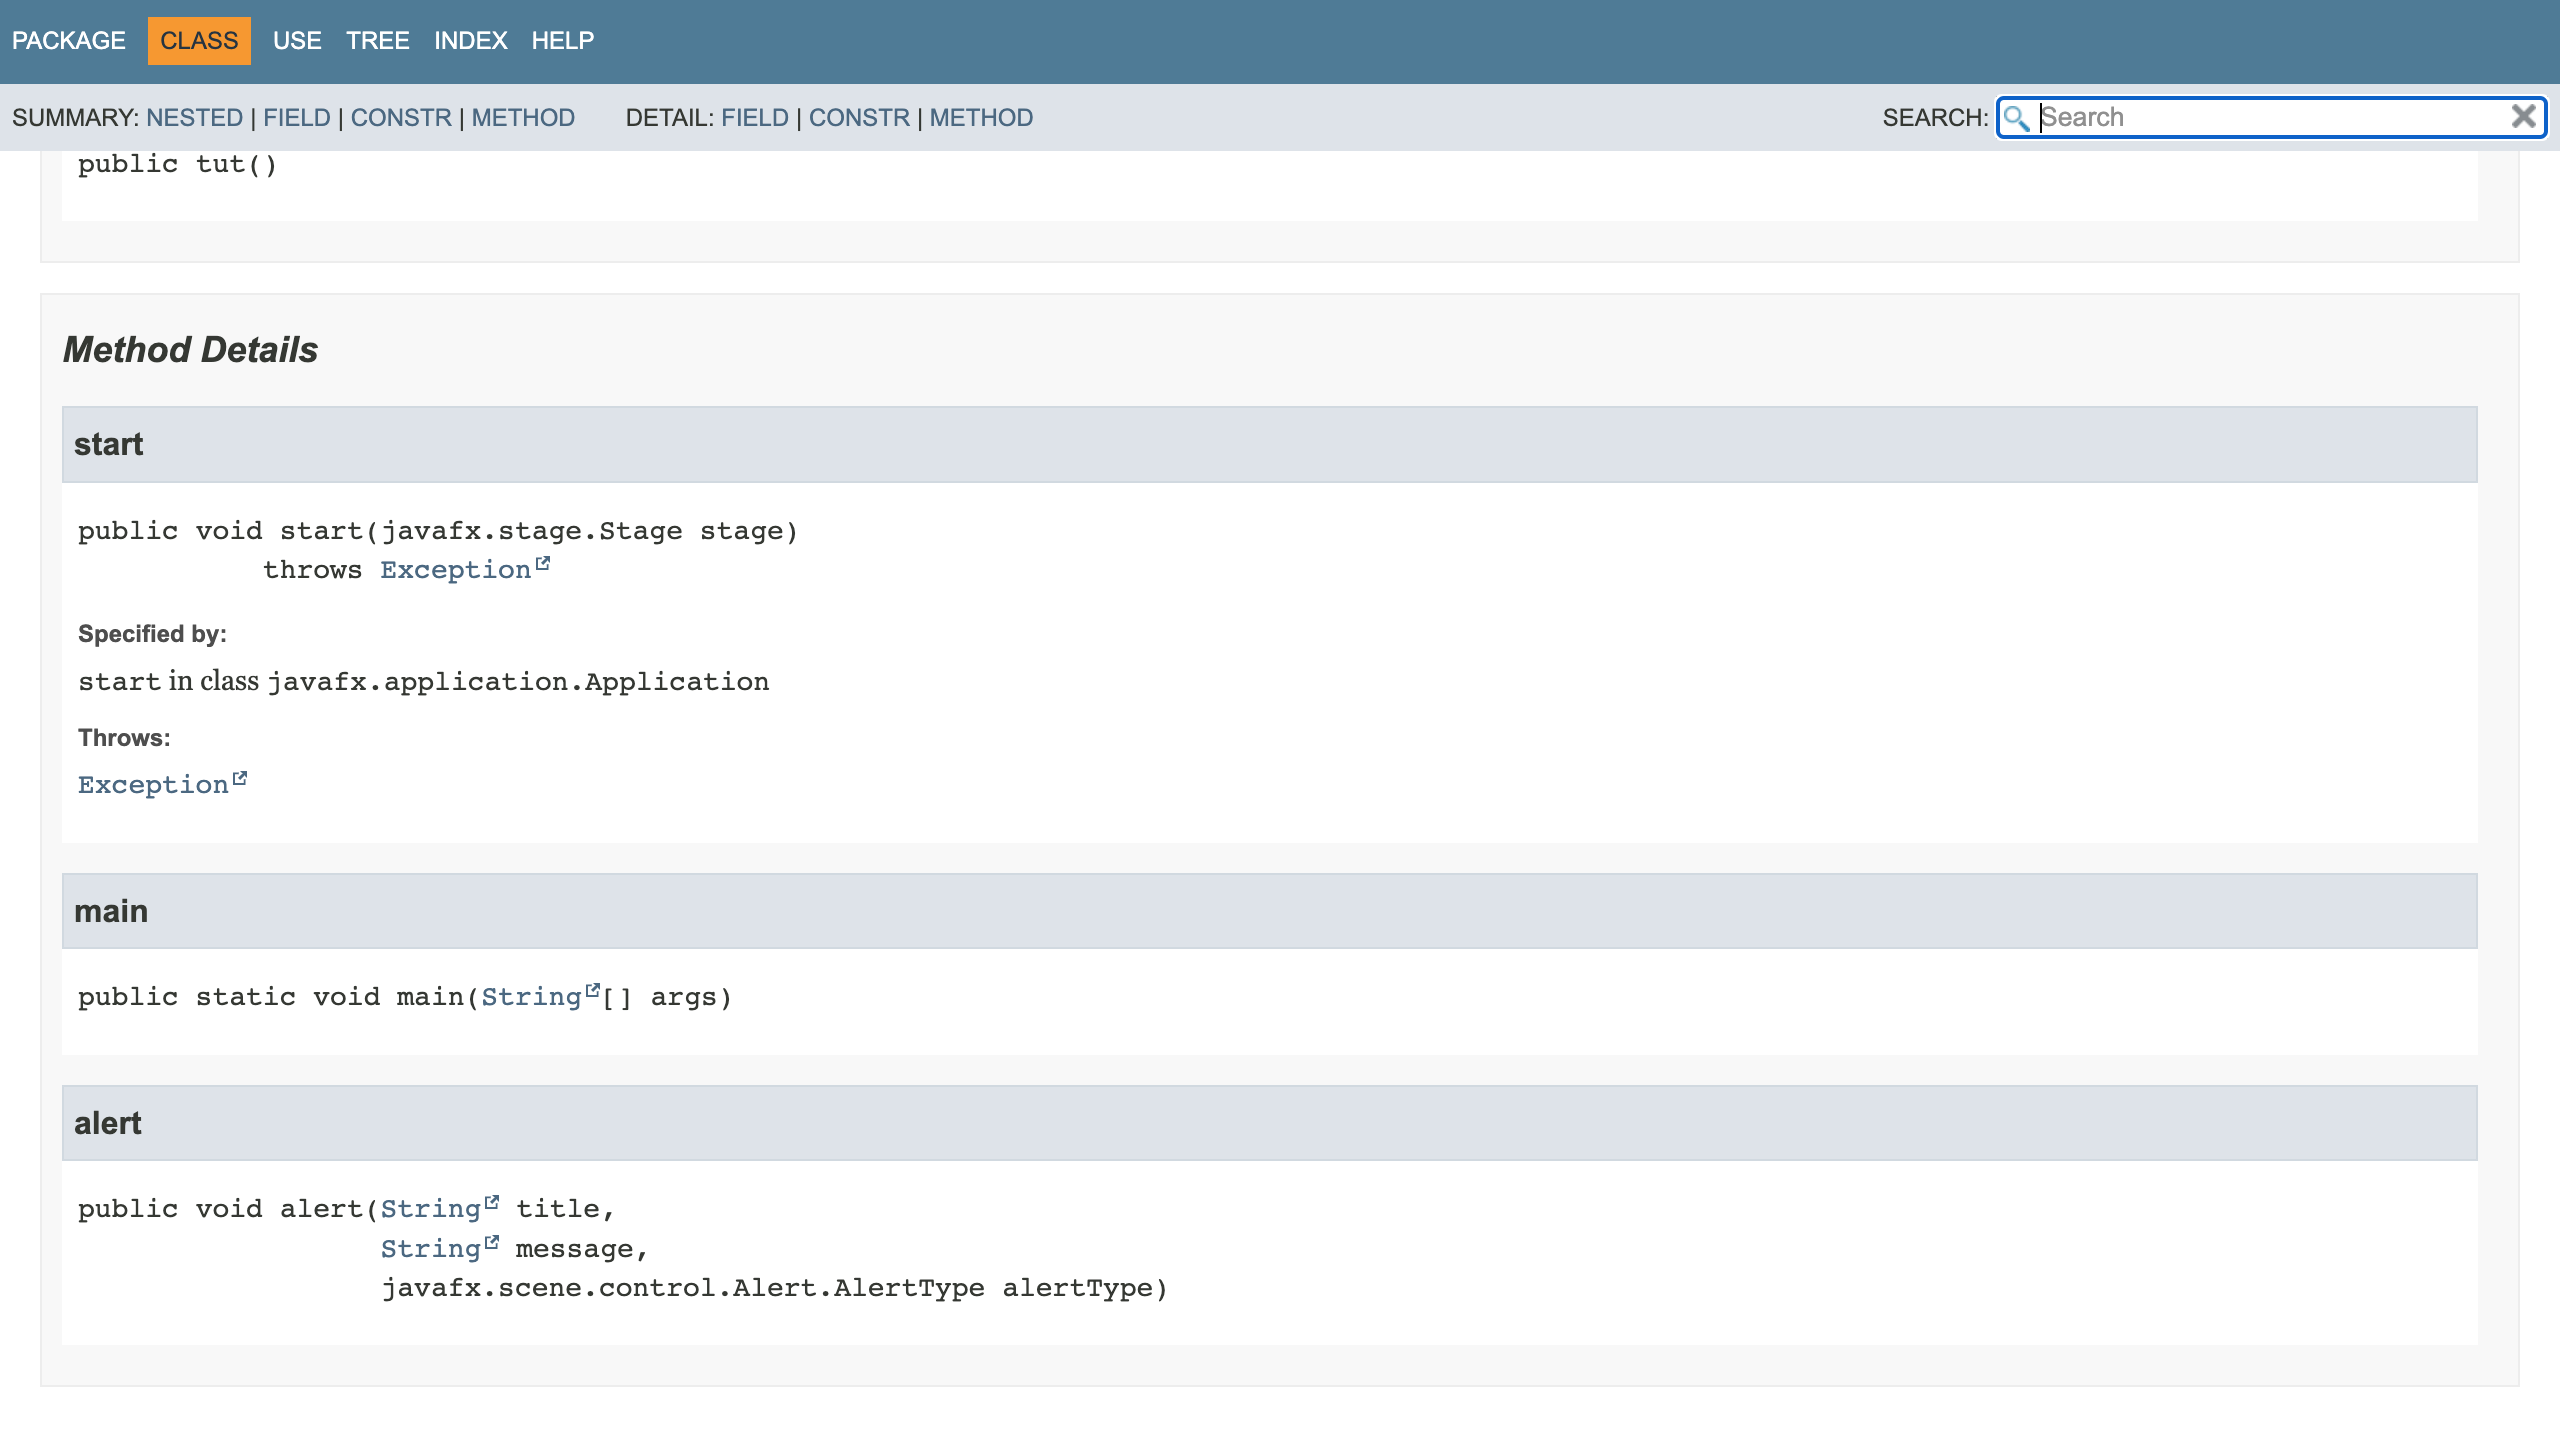 PACKAGE CLASS USE TREE INDEX HELP
SUMMARY: NESTED | FIELD | CONSTR | METHOD DETAIL: FIELD | CONSTR | METHOD SEARCH: Search
public tut()
Method Details
start
public void start(javafx.stage.Stage stage)
throws Exception
Specified by:
start in class javafx.application.Application
Throws:
Exception
main
public static void main(String[] args)
alert
public void alert(String title,
String message,
javafx.scene.control.Alert.AlertType alertType)